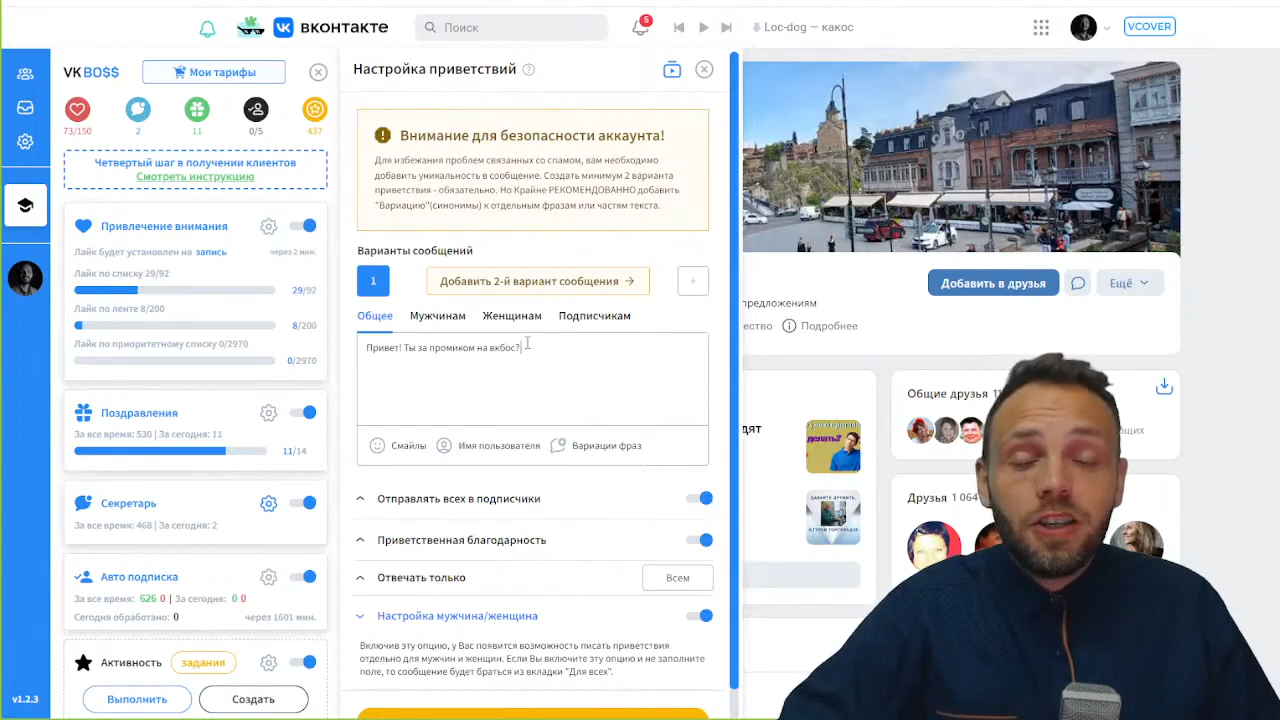 вконтакте
Поиск
5
Loc-dog — какос
VCOVER
VKBO$$
Мои тарифы
73/150
2
11
0/5
437
Четвертый шаг в получении клиентов
Смотреть инструкцию
Привлечение внимания
Лайк будет установлен на запись
через 2 мин.
Лайк по списку 29/92
29/92
Лайк по ленте 8/200
8/200
Лайк по приоритетному списку 0/2970
0/2970
Поздравления
За все время: 530 | За сегодня: 11
11/14
Секретарь
За все время: 468 | За сегодня: 2
Авто подписка
За все время: 626 0 | За сегодня: 0 0
Сегодня обработано: 0
через 1601 мин.
Активность
задания
Выполнить
Создать
v1.2.3
Настройка приветствий
Внимание для безопасности аккаунта!
Для избежания проблем связанных со спамом, вам необходимо
добавить уникальность в сообщение. Создать минимум 2 варианта
приветствия - обязательно. Но Крайне РЕКОМЕНДОВАННО добавить
"Вариацию"(синонимы) к отдельным фразам или частям текста.
Варианты сообщений
1
Добавить 2-й вариант сообщения →
+
Общее
Мужчинам
Женщинам
Подписчикам
Привет! Ты за промиком на вкбос?
Смайлы
Имя пользователя
Вариации фраз
Отправлять всех в подписчики
Приветственная благодарность
Отвечать только
Всем
Настройка мужчина/женщина
Включив эту опцию, у Вас появится возможность писать приветствия
отдельно для мужчин и женщин. Если Вы включите эту опцию и не заполните
поле, то сообщение будет браться из вкладки "Для всех".
Добавить в друзья
Ещё
предложениям
ество
Подробнее
дят
делать?
Общие друзья 11
бщих
Друзья 1 064